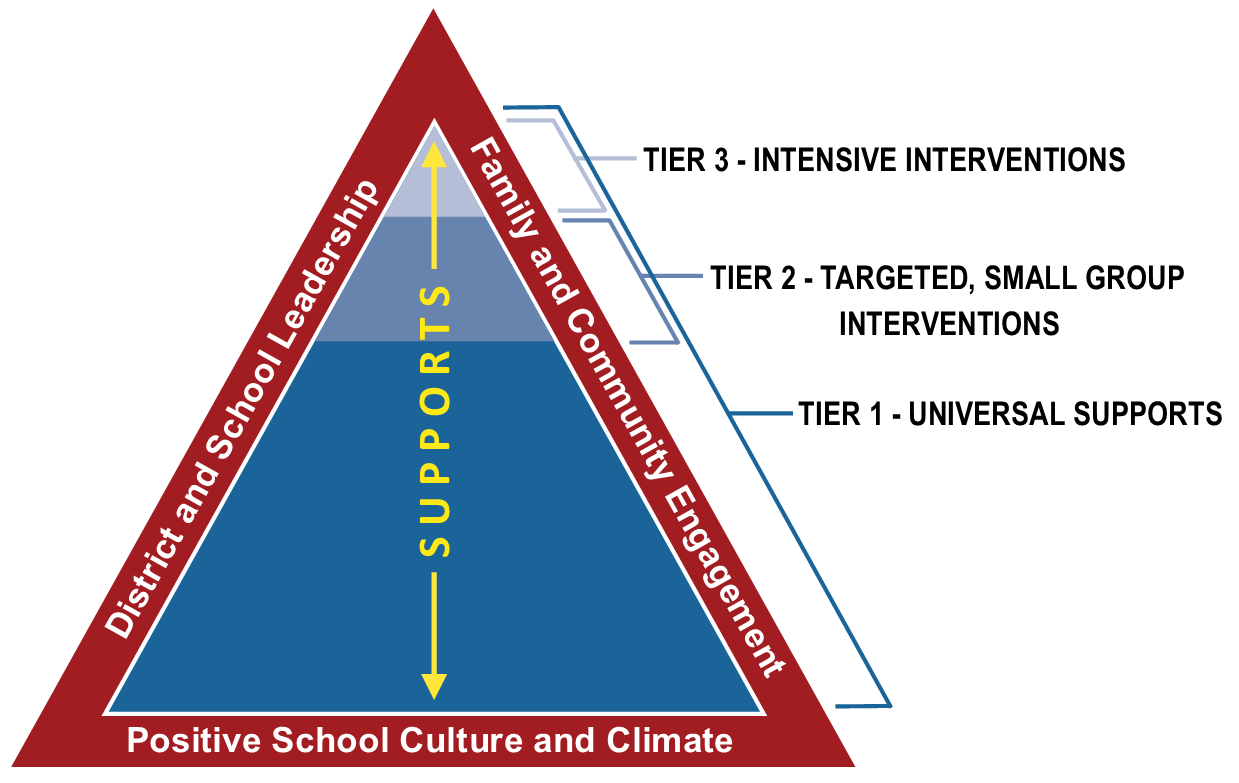 District and School Leadership
Family and Community Engagement
Positive School Culture and Climate
SUPPORTS
TIER 3 - INTENSIVE INTERVENTIONS
TIER 2 - TARGETED, SMALL GROUP
INTERVENTIONS
TIER 1 - UNIVERSAL SUPPORTS